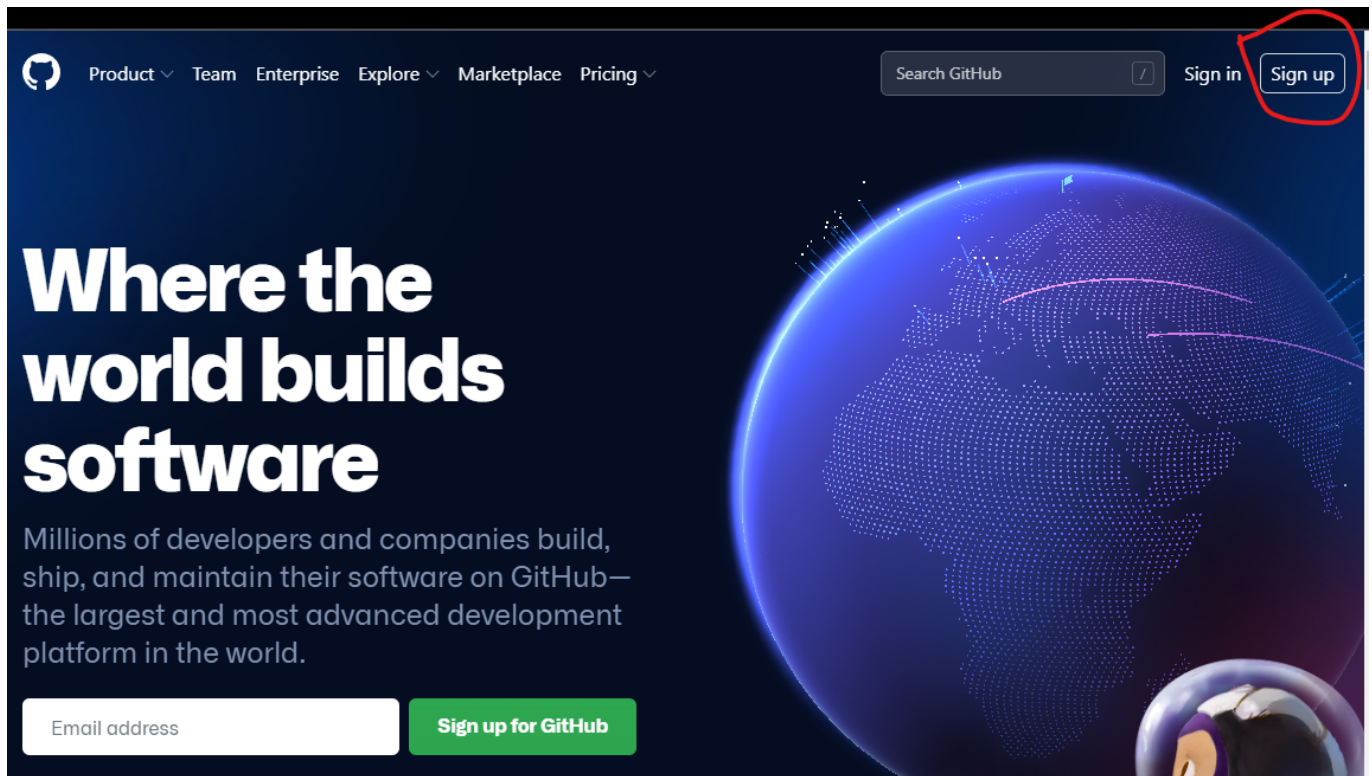 Product Team Enterprise Explore Marketplace Pricing Search GitHub / Sign in Sign up
Where the
world builds
software
Millions of developers and companies build,
ship, and maintain their software on GitHub—
the largest and most advanced development
platform in the world.
Email address Sign up for GitHub